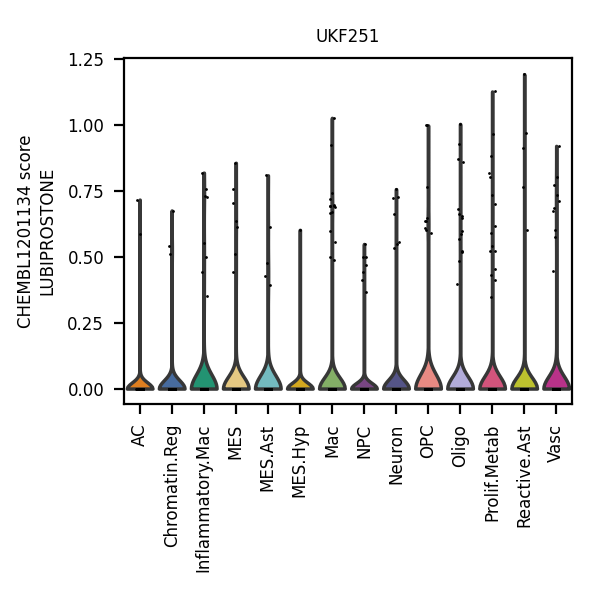 UKF251
CHEMBL1201134 score
LUBIPROSTONE
1.25
1.00
0.75
0.50
0.25
0.00
AC
Chromatin.Reg
Inflammatory.Mac
MES
MES.Ast
MES.Hyp
Mac
NPC
Neuron
OPC
Oligo
Prolif.Metab
Reactive.Ast
Vasc